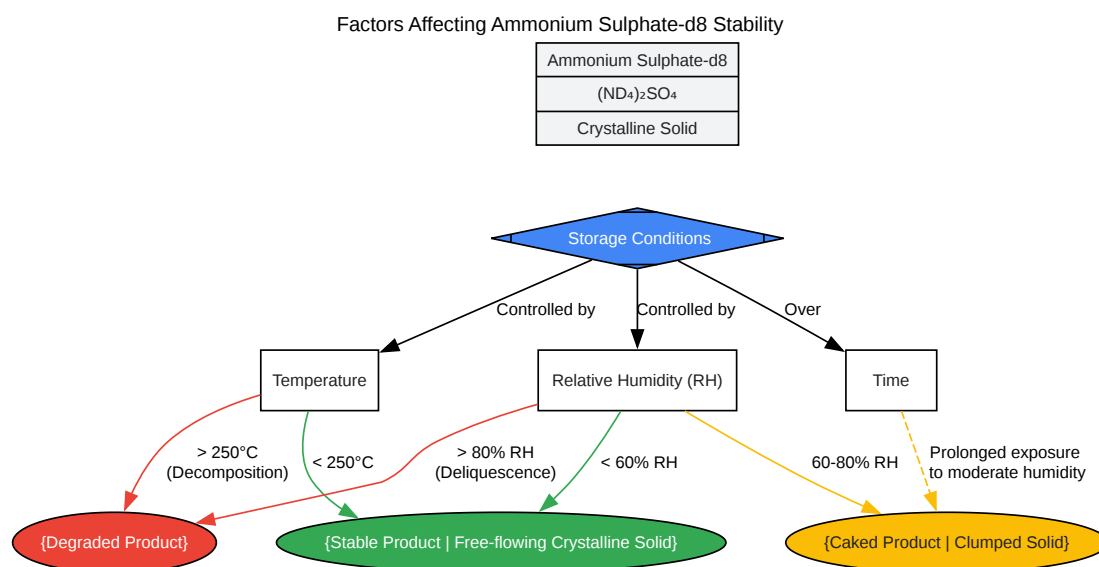 Factors Affecting Ammonium Sulphate-d8 Stability
Ammonium Sulphate-d8
(ND₄)₂SO₄
Crystalline Solid
Storage Conditions
Controlled by
Controlled by
Over
Temperature
Relative Humidity (RH)
Time
> 250°C
(Decomposition)
< 250°C
> 80% RH
(Deliquescence)
< 60% RH
60-80% RH
Prolonged exposure
to moderate humidity
{Degraded Product}
{Stable Product | Free-flowing Crystalline Solid}
{Caked Product | Clumped Solid}